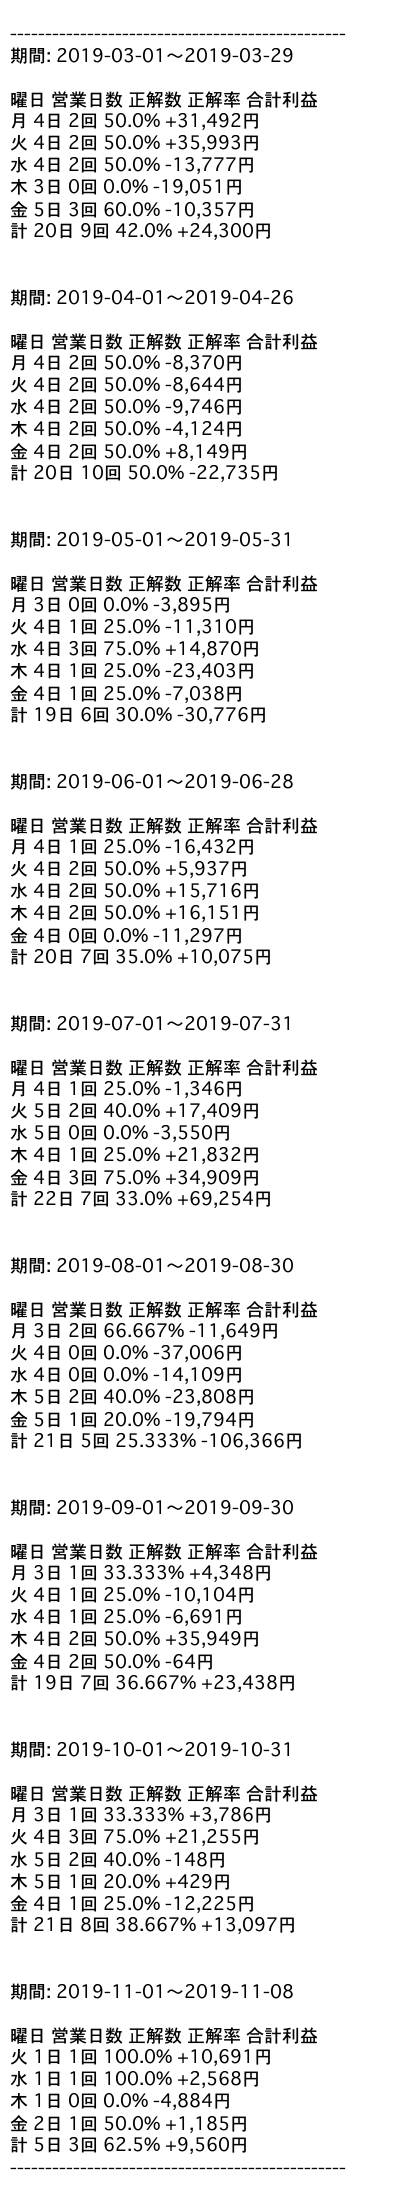 ------------------------------------------------
期間: 2019-03-01〜2019-03-29
曜日 営業日数 正解数 正解率 合計利益
月 4日 2回 50.0% +31,492円
火 4日 2回 50.0% +35,993円
水 4日 2回 50.0% -13,777円
木 3日 0回 0.0% -19,051円
金 5日 3回 60.0% -10,357円
計 20日 9回 42.0% +24,300円
期間: 2019-04-01〜2019-04-26
曜日 営業日数 正解数 正解率 合計利益
月 4日 2回 50.0% -8,370円
火 4日 2回 50.0% -8,644円
水 4日 2回 50.0% -9,746円
木 4日 2回 50.0% -4,124円
金 4日 2回 50.0% +8,149円
計 20日 10回 50.0% -22,735円
期間: 2019-05-01〜2019-05-31
曜日 営業日数 正解数 正解率 合計利益
月 3日 0回 0.0% -3,895円
火 4日 1回 25.0% -11,310円
水 4日 3回 75.0% +14,870円
木 4日 1回 25.0% -23,403円
金 4日 1回 25.0% -7,038円
計 19日 6回 30.0% -30,776円
期間: 2019-06-01〜2019-06-28
曜日 営業日数 正解数 正解率 合計利益
月 4日 1回 25.0% -16,432円
火 4日 2回 50.0% +5,937円
水 4日 2回 50.0% +15,716円
木 4日 2回 50.0% +16,151円
金 4日 0回 0.0% -11,297円
計 20日 7回 35.0% +10,075円
期間: 2019-07-01〜2019-07-31
曜日 営業日数 正解数 正解率 合計利益
月 4日 1回 25.0% -1,346円
火 5日 2回 40.0% +17,409円
水 5日 0回 0.0% -3,550円
木 4日 1回 25.0% +21,832円
金 4日 3回 75.0% +34,909円
計 22日 7回 33.0% +69,254円
期間: 2019-08-01〜2019-08-30
曜日 営業日数 正解数 正解率 合計利益
月 3日 2回 66.667% -11,649円
火 4日 0回 0.0% -37,006円
水 4日 0回 0.0% -14,109円
木 5日 2回 40.0% -23,808円
金 5日 1回 20.0% -19,794円
計 21日 5回 25.333% -106,366円
期間: 2019-09-01〜2019-09-30
曜日 営業日数 正解数 正解率 合計利益
月 3日 1回 33.333% +4,348円
火 4日 1回 25.0% -10,104円
水 4日 1回 25.0% -6,691円
木 4日 2回 50.0% +35,949円
金 4日 2回 50.0% -64円
計 19日 7回 36.667% +23,438円
期間: 2019-10-01〜2019-10-31
曜日 営業日数 正解数 正解率 合計利益
月 3日 1回 33.333% +3,786円
火 4日 3回 75.0% +21,255円
水 5日 2回 40.0% -148円
木 5日 1回 20.0% +429円
金 4日 1回 25.0% -12,225円
計 21日 8回 38.667% +13,097円
期間: 2019-11-01〜2019-11-08
曜日 営業日数 正解数 正解率 合計利益
火 1日 1回 100.0% +10,691円
水 1日 1回 100.0% +2,568円
木 1日 0回 0.0% -4,884円
金 2日 1回 50.0% +1,185円
計 5日 3回 62.5% +9,560円
------------------------------------------------